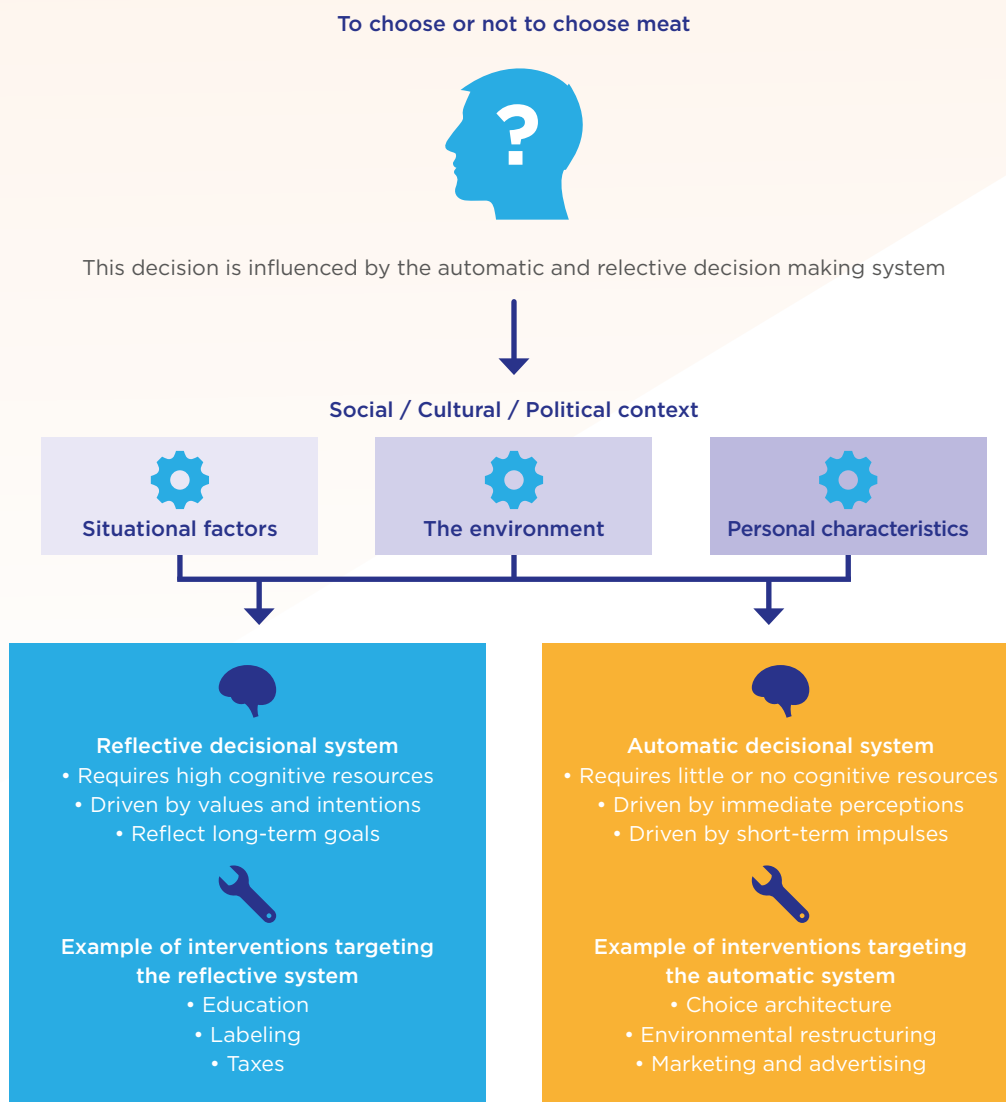 To choose or not to choose meat
?
This decision is influenced by the automatic and relective decision making system
Social / Cultural / Political context
Situational factors
The environment
Personal characteristics
Reflective decisional system
• Requires high cognitive resources
• Driven by values and intentions
• Reflect long-term goals
Example of interventions targeting
the reflective system
• Education
• Labeling
• Taxes
Automatic decisional system
• Requires little or no cognitive resources
• Driven by immediate perceptions
• Driven by short-term impulses
Example of interventions targeting
the automatic system
• Choice architecture
• Environmental restructuring
• Marketing and advertising